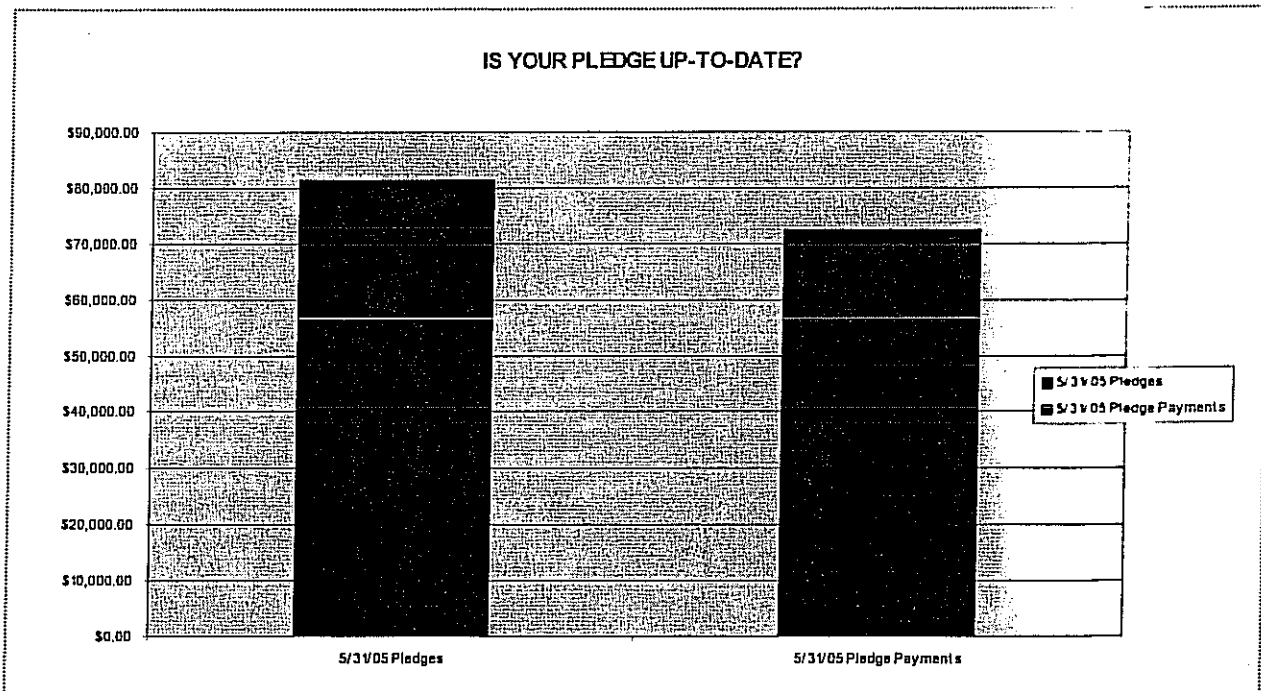 IS YOUR PLEDGE UP-TO-DATE?
$90,000.00
$80,000.00
$70,000.00
$60,000.00
$50,000.00
$40,000.00
$30,000.00
$20,000.00
$10,000.00
$0.00
5/31/05 Pledges
5/31/05 Pledge Payments
5/31/05 Pledges
5/31/05 Pledge Payments